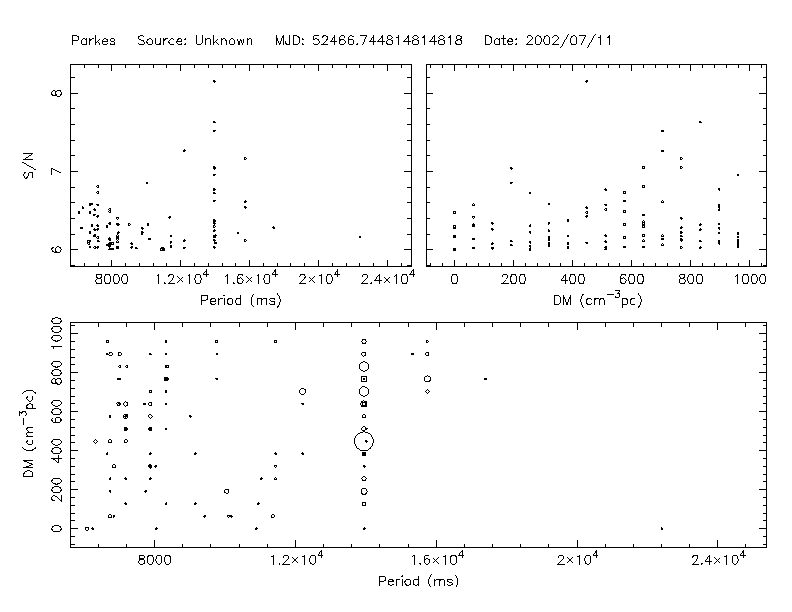 Parkes Source: Unknown MJD: 52466.744814814818 Date: 2002/07/11
S/N
8
7
6
8000 1.2×10⁴ 1.6×10⁴ 2×10⁴ 2.4×10⁴
Period (ms)
0 200 400 600 800 1000
DM (cm⁻³pc)
DM (cm⁻³pc)
1000
800
600
400
200
0
8000 1.2×10⁴ 1.6×10⁴ 2×10⁴ 2.4×10⁴
Period (ms)